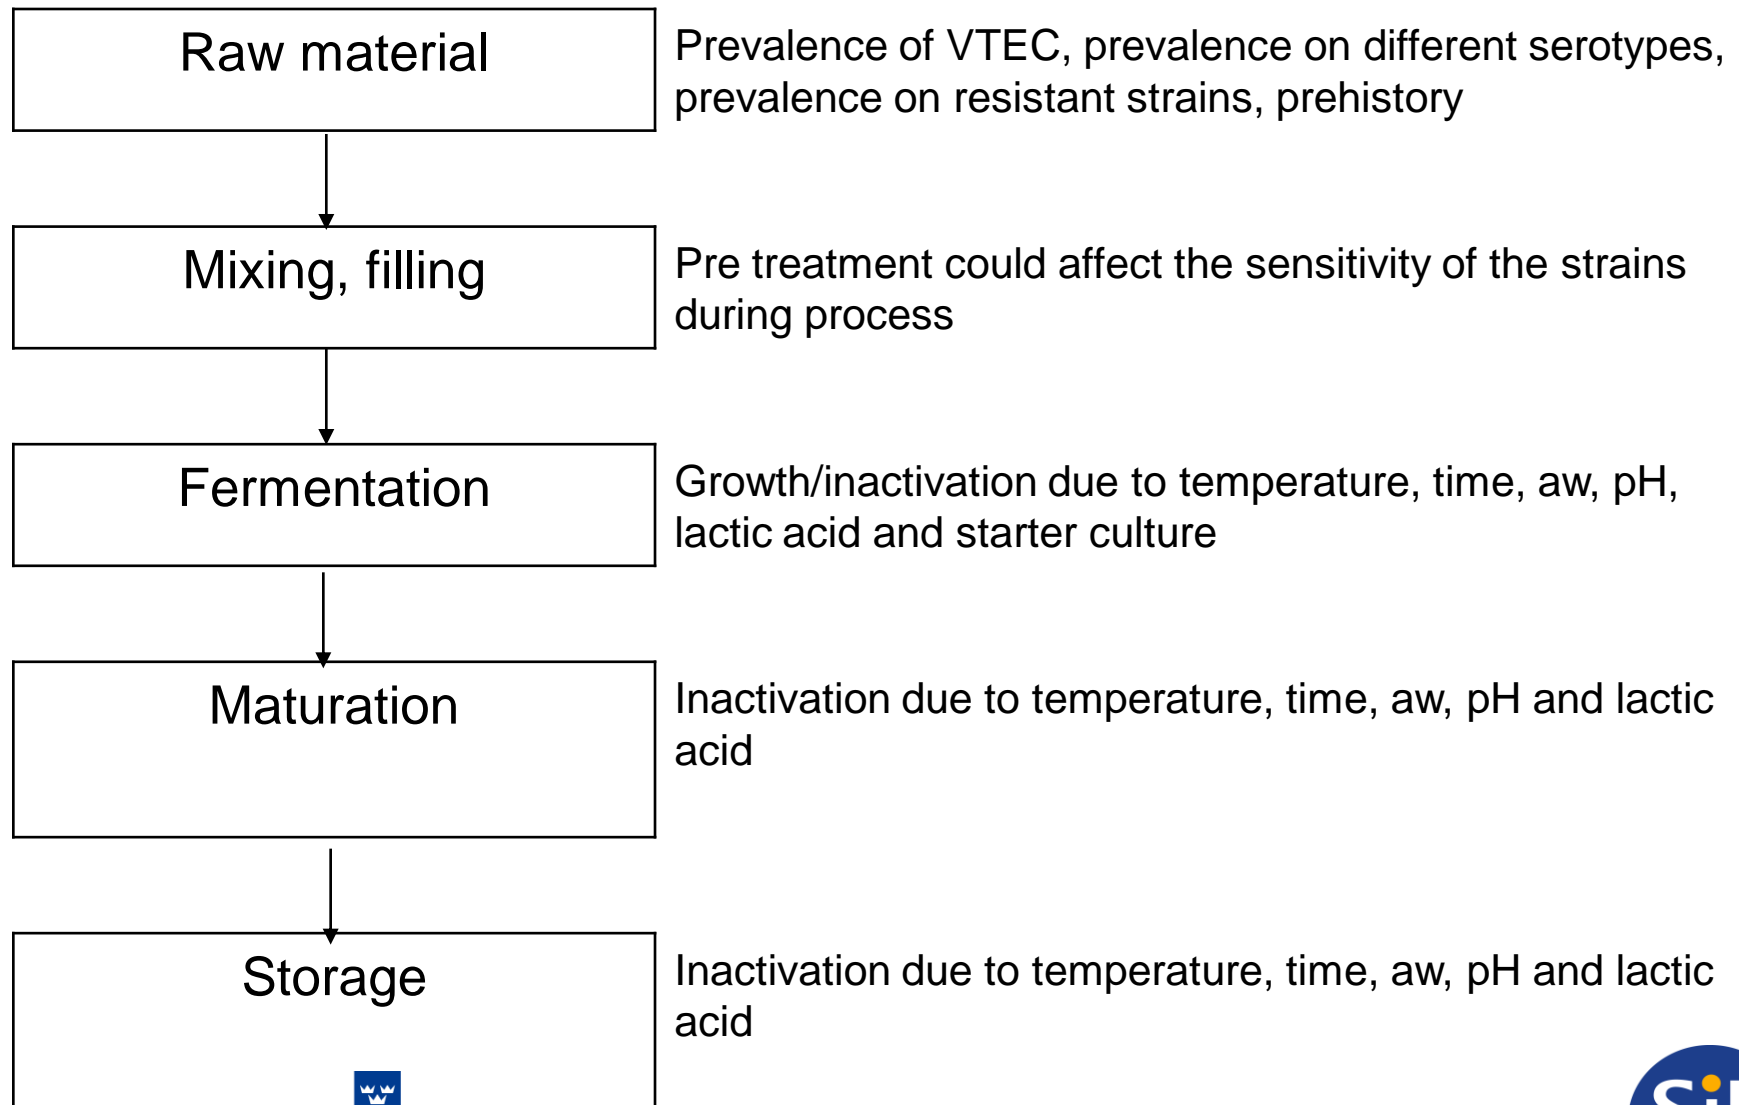 Raw material
Prevalence of VTEC, prevalence on different serotypes,
prevalence on resistant strains, prehistory
Mixing, filling
Pre treatment could affect the sensitivity of the strains
during process
Fermentation
Growth/inactivation due to temperature, time, aw, pH,
lactic acid and starter culture
Maturation
Inactivation due to temperature, time, aw, pH and lactic
acid
Storage
Inactivation due to temperature, time, aw, pH and lactic
acid